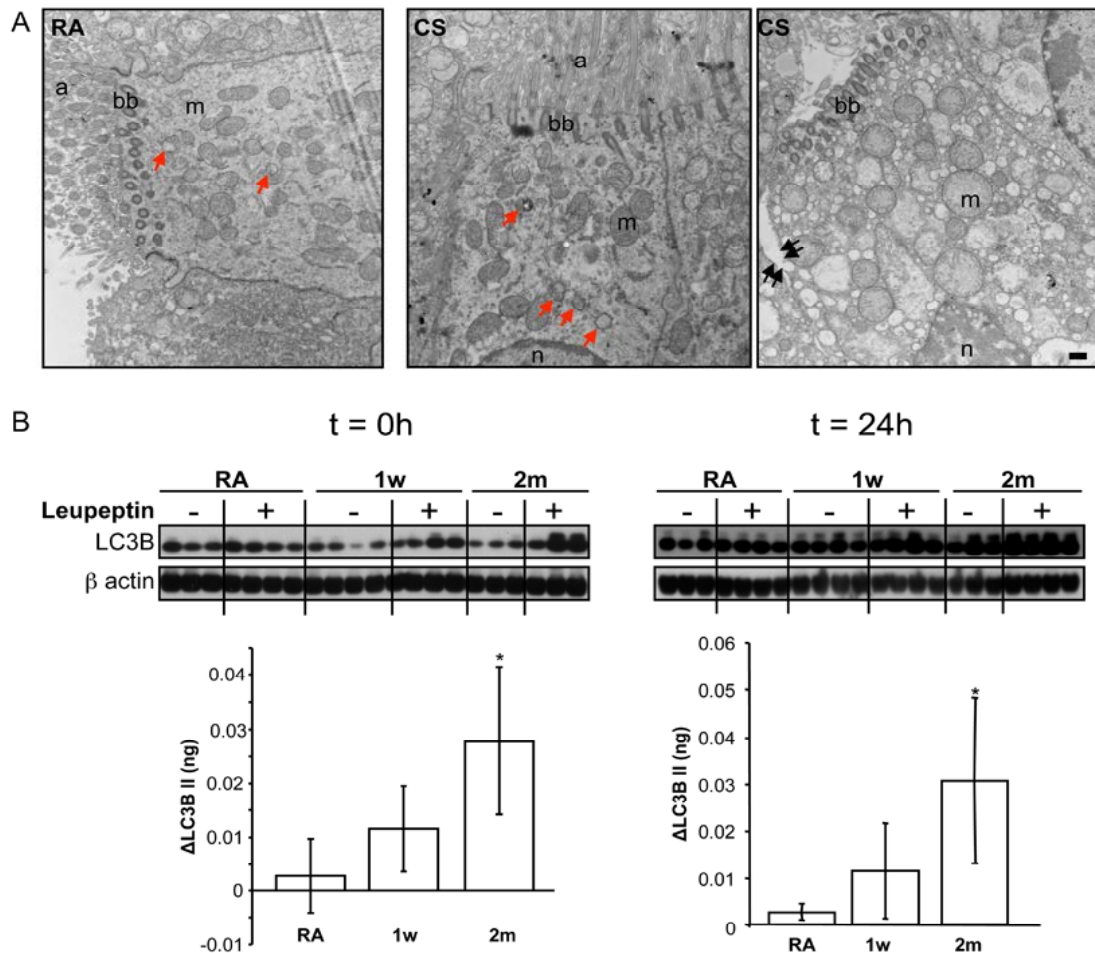 A
RA
a
bb
m
CS
a
bb
m
n
CS
bb
m
n
B
t = 0h
RA 1w 2m
Leupeptin - + - + - +
LC3B
β actin
0.04
0.03
0.02
0.01
0
-0.01
ΔLC3B II (ng)
*
RA 1w 2m
t = 24h
RA 1w 2m
- + - + - +
0.06
0.05
0.04
0.03
0.02
0.01
0
ΔLC3B II (ng)
*
RA 1w 2m